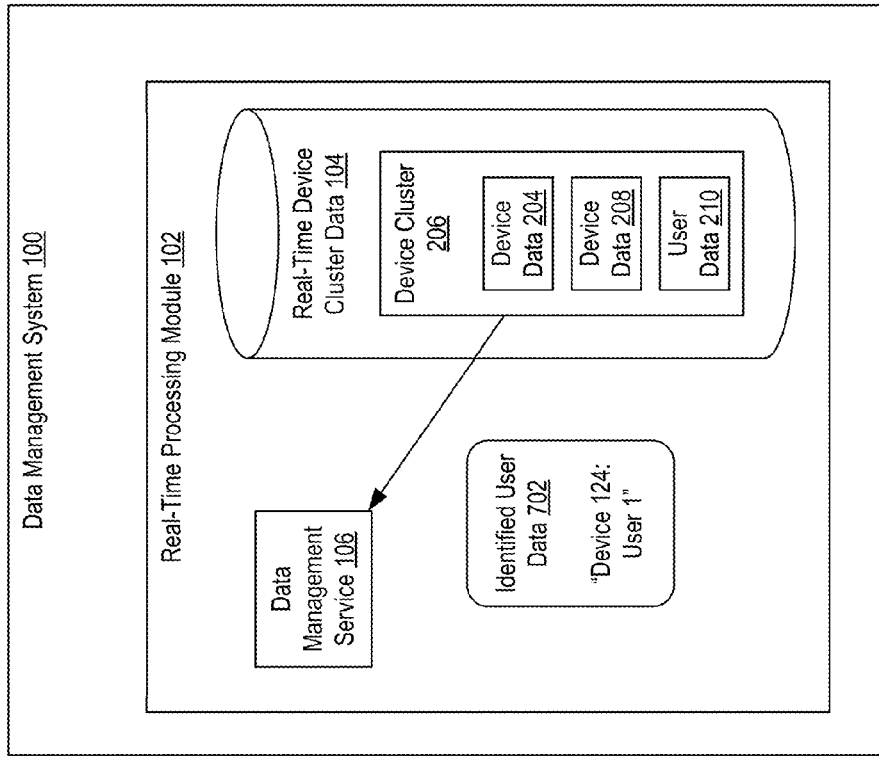 Data Management System 100
Real-Time Processing Module 102
Data
Management
Service 106
Identified User
Data 702
“Device 124:
User 1”
Real-Time Device
Cluster Data 104
Device Cluster
206
Device
Data 204
Device
Data 208
User
Data 210